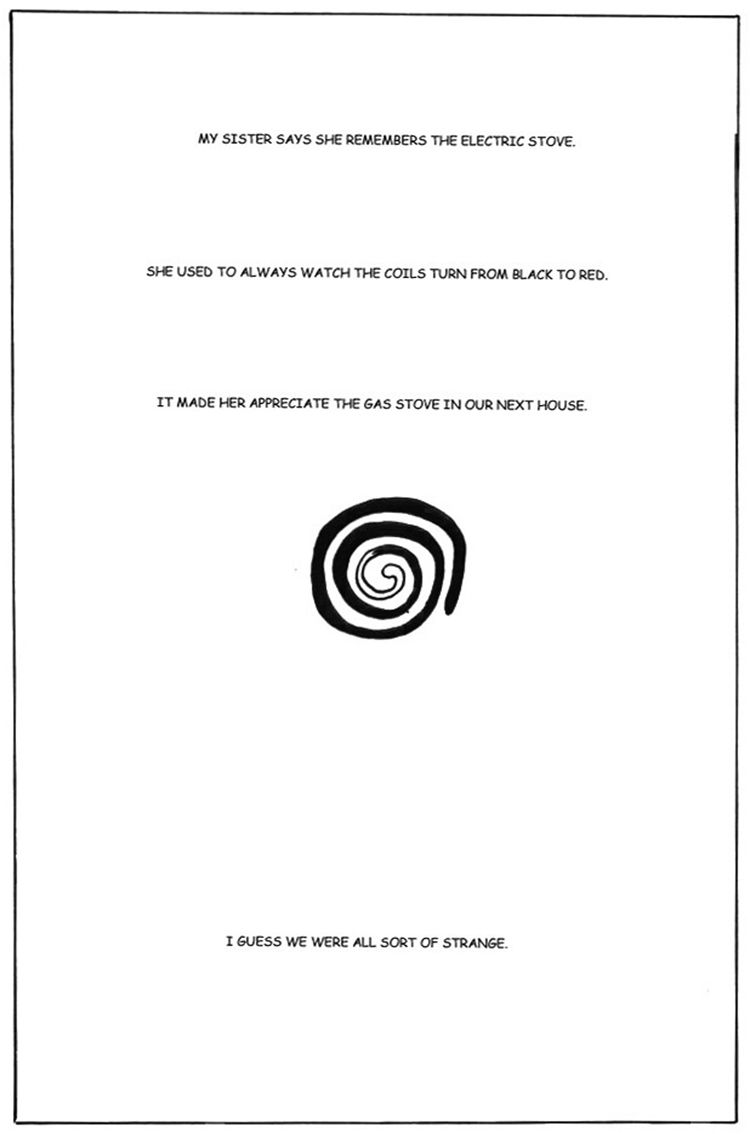 MY SISTER SAYS SHE REMEMBERS THE ELECTRIC STOVE.
SHE USED TO ALWAYS WATCH THE COILS TURN FROM BLACK TO RED.
IT MADE HER APPRECIATE THE GAS STOVE IN OUR NEXT HOUSE.
I GUESS WE WERE ALL SORT OF STRANGE.